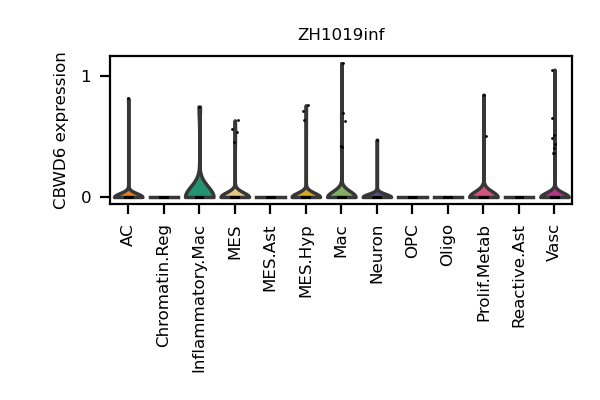 ZH1019inf
CBWD6 expression
1
0
AC
Chromatin.Reg
Inflammatory.Mac
MES
MES.Ast
MES.Hyp
Mac
Neuron
OPC
Oligo
Prolif.Metab
Reactive.Ast
Vasc